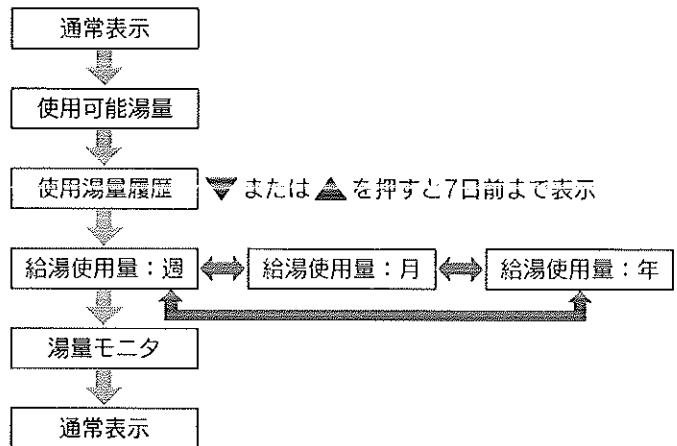 通常表示
使用可能湯量
使用湯量履歴 ▼ または ▲ を押すと7日前まで表示
給湯使用量：週 給湯使用量：月 給湯使用量：年
湯量モニタ
通常表示